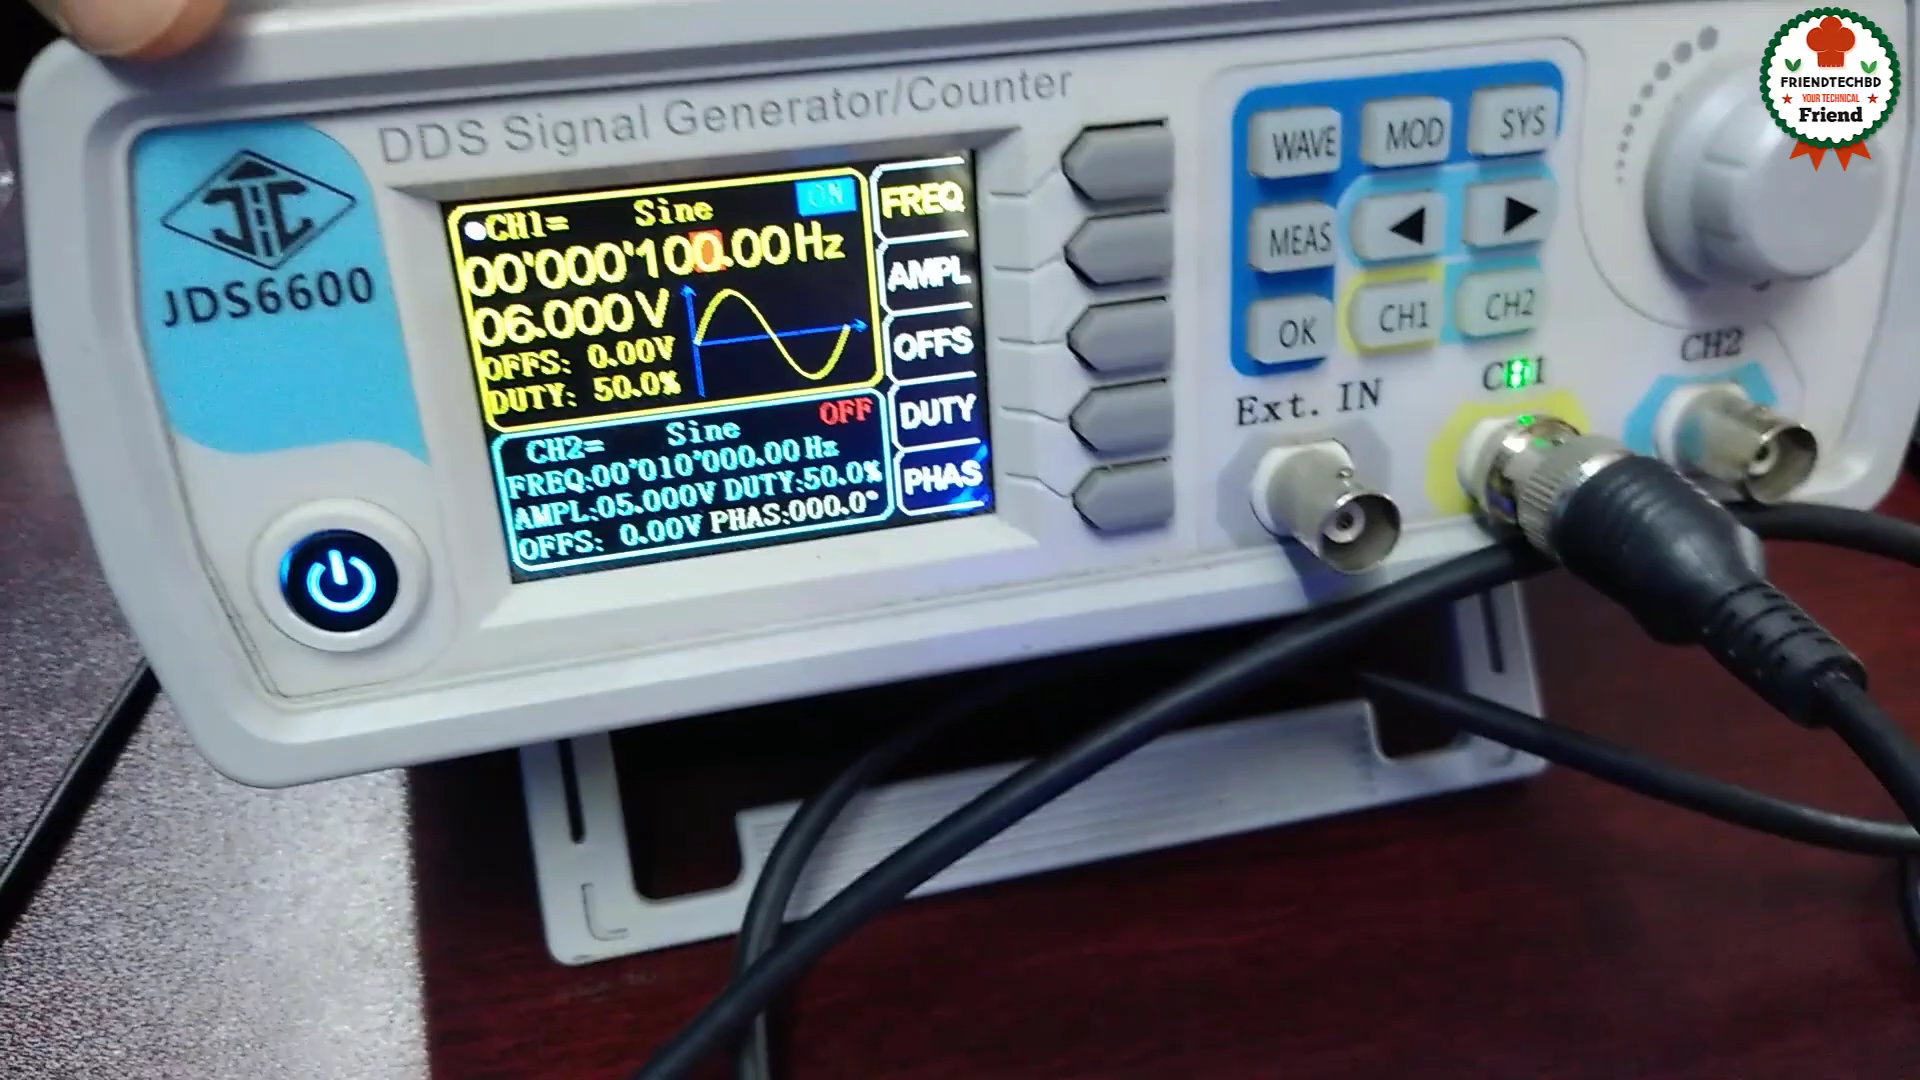 DDS Signal Generator/Counter
JDS6600
CH1= Sine ON
00'000'100.00Hz
06.000V
OFFS: 0.00V
DUTY: 50.0%
CH2= Sine OFF
FREQ:00'010'000.00Hz
AMPL:05.000V DUTY:50.0%
OFFS: 0.00V PHAS:000.0°
FREQ
AMPL
OFFS
DUTY
PHAS
WAVE MOD SYS
MEAS
OK CH1 CH2
Ext. IN CH1 CH2
FRIENDTECHBD
YOUR TECHNICAL
Friend